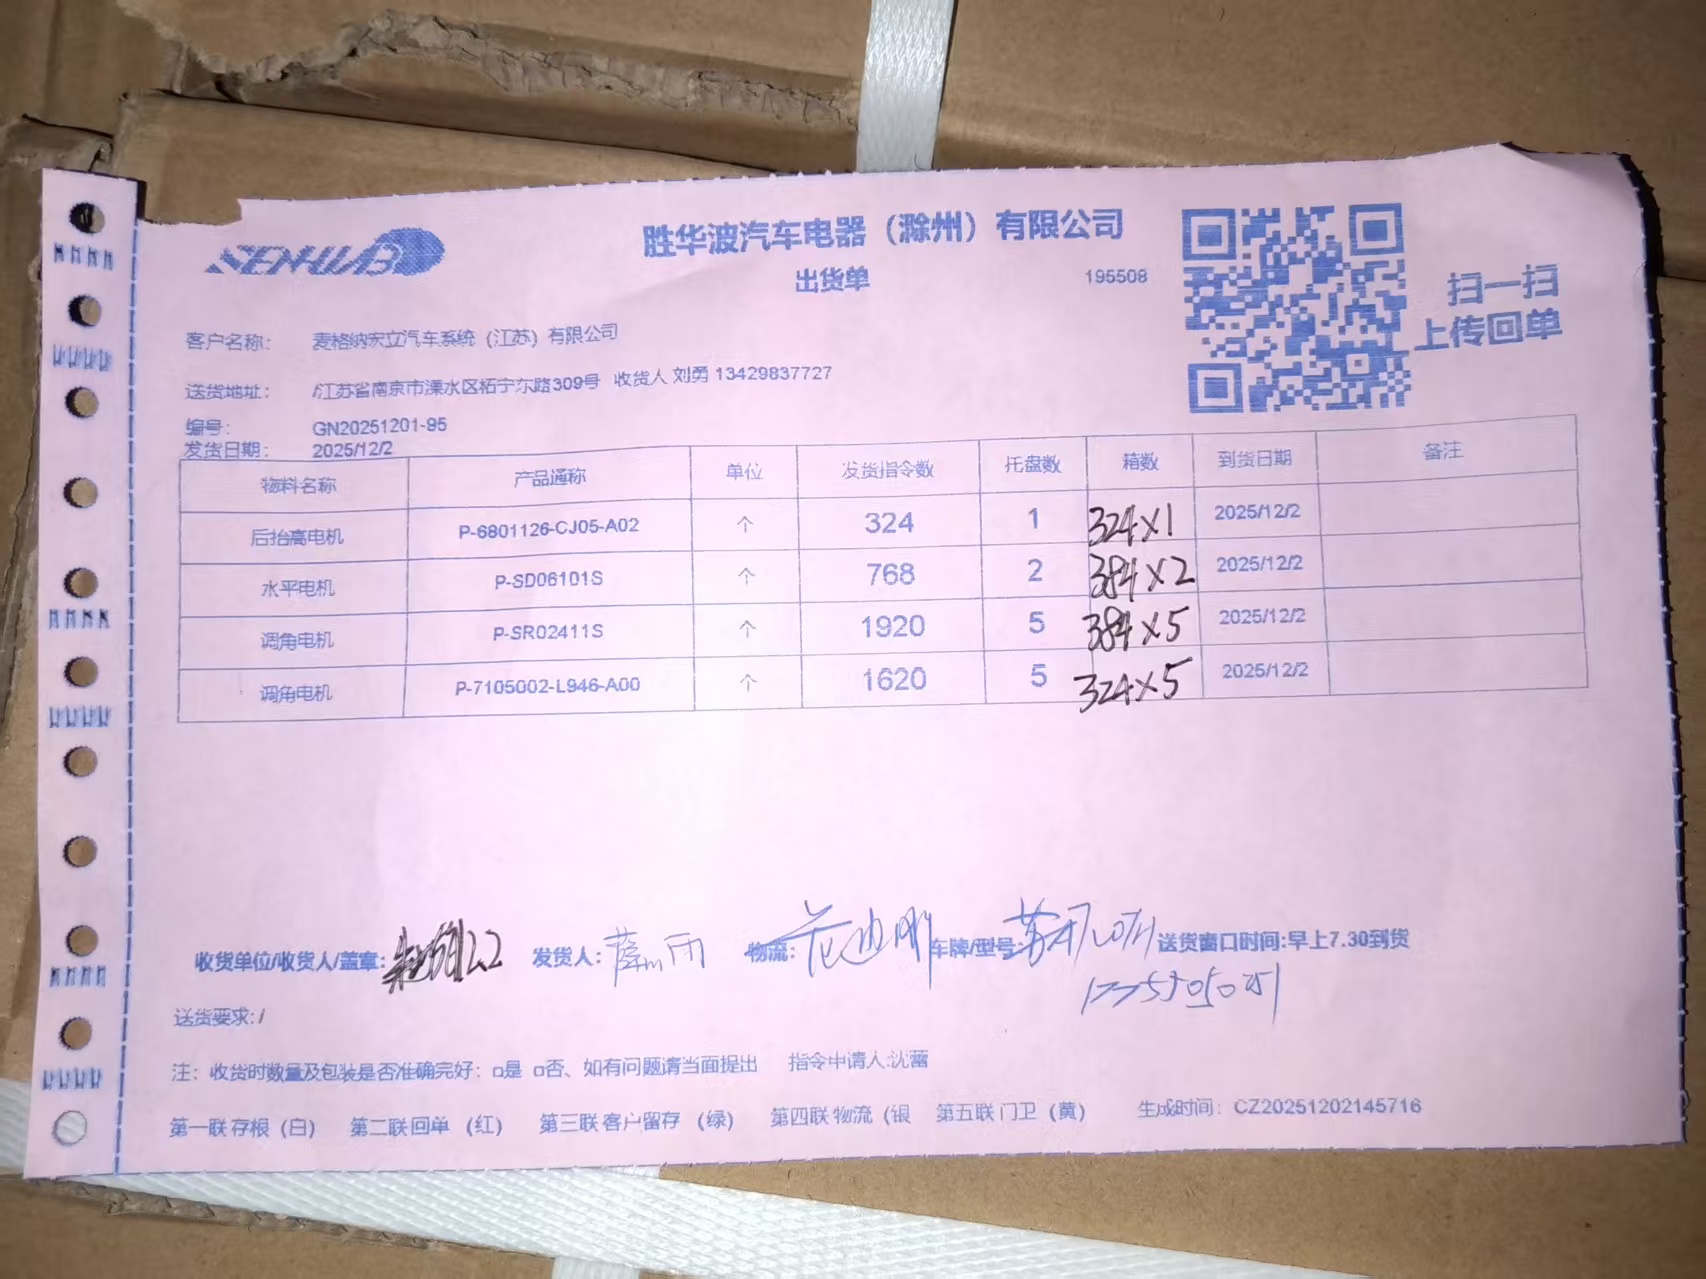 SENHWAB
胜华波汽车电器（滁州）有限公司
出货单 195508
扫一扫
上传回单
客户名称： 麦格纳宏立汽车系统（江苏）有限公司
送货地址： /江苏省南京市溧水区柘宁东路309号 收货人 刘勇 13429837727
编号： GN20251201-95
发货日期： 2025/12/2
物料名称 产品通称 单位 发货指令数 托盘数 箱数 到货日期 备注
后抬高电机 P-6801126-CJ05-A02 个 324 1 324×1 2025/12/2
水平电机 P-SD06101S 个 768 2 384×2 2025/12/2
调角电机 P-SR02411S 个 1920 5 384×5 2025/12/2
调角电机 P-7105002-L946-A00 个 1620 5 324×5 2025/12/2
收货单位/收货人/盖章: 12.2 发货人: 物流: 车牌/型号: 送货窗口时间:早上7.30到货
送货要求:/
注：收货时数量及包装是否准确完好：□是 □否、如有问题请当面提出 指令申请人:沈蕾
第一联存根（白） 第二联回单（红） 第三联客户留存（绿） 第四联物流（银 第五联门卫（黄） 生成时间：CZ20251202145716